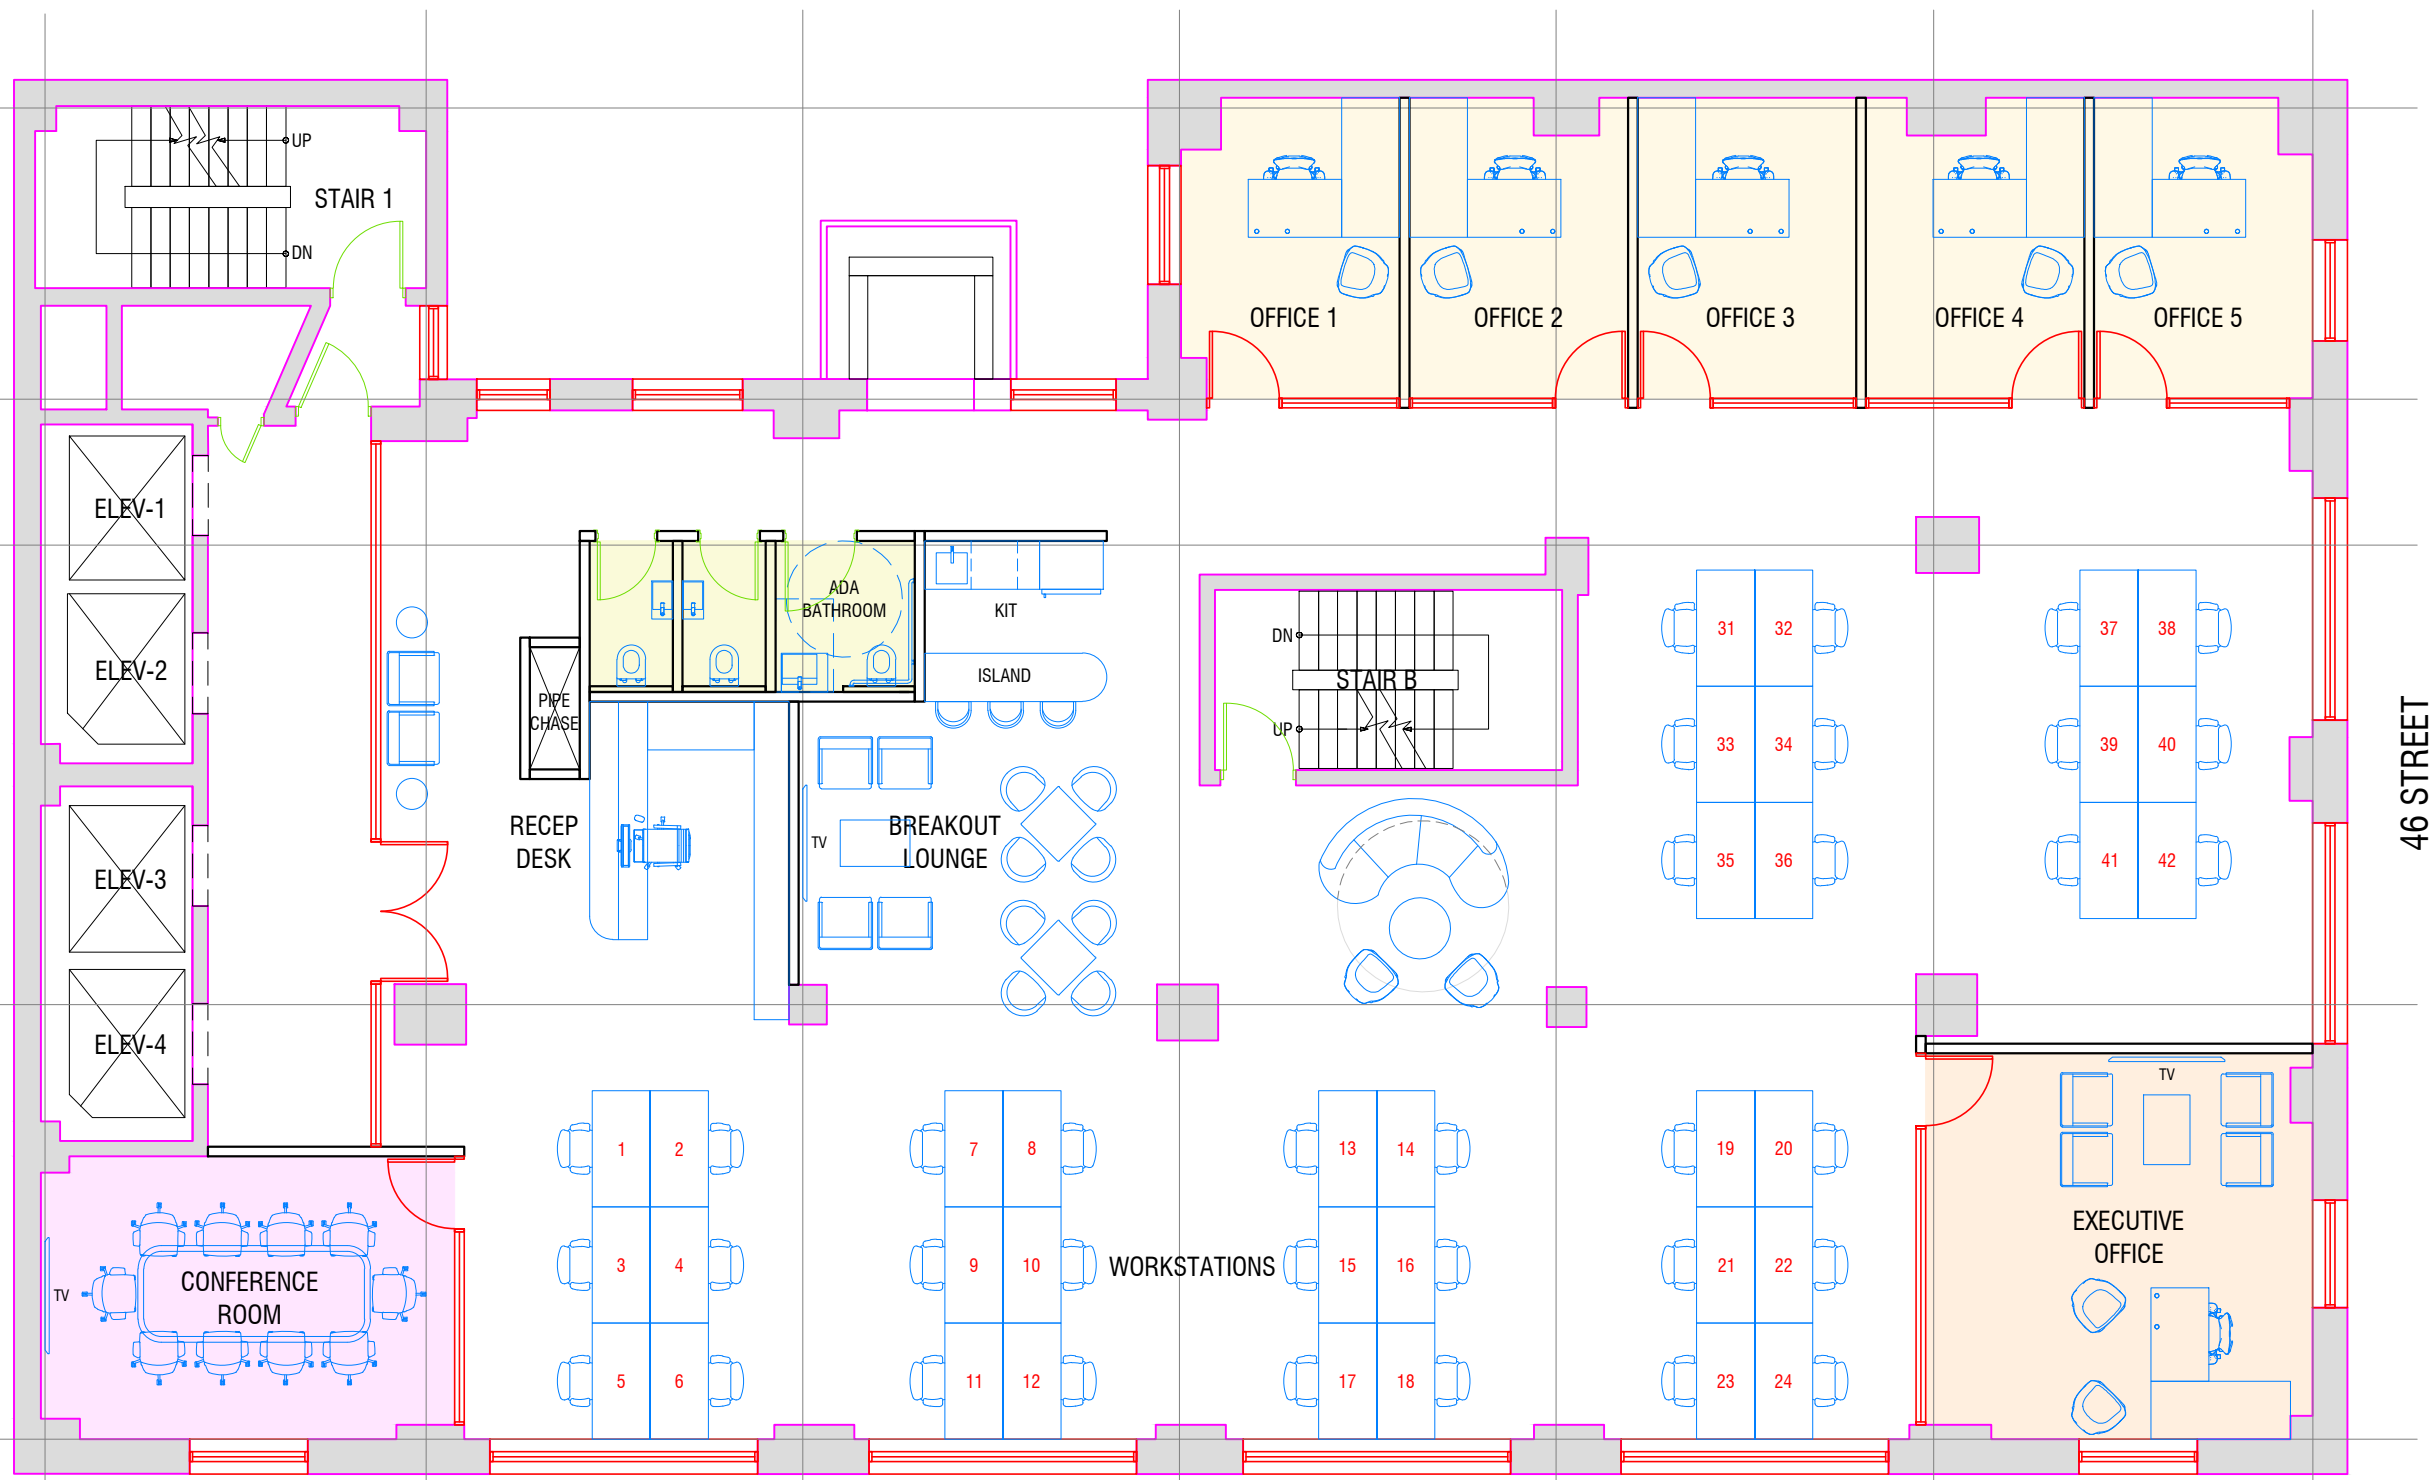 UP
STAIR 1
DN
OFFICE 1
OFFICE 2
OFFICE 3
OFFICE 4
OFFICE 5
ELEV-1
ELEV-2
ELEV-3
ELEV-4
ADA
BATHROOM
KIT
ISLAND
PIPE
CHASE
DN
STAIR B
UP
RECEP
DESK
TV
BREAKOUT
LOUNGE
31 32
33 34
35 36
37 38
39 40
41 42
46 STREET
TV
CONFERENCE
ROOM
1 2
3 4
5 6
7 8
9 10
11 12
WORKSTATIONS
13 14
15 16
17 18
19 20
21 22
23 24
TV
EXECUTIVE
OFFICE